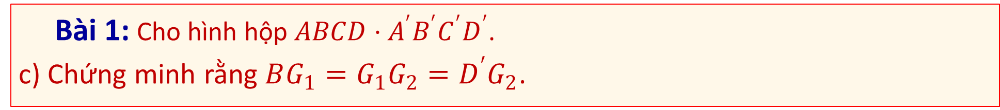 Bài 1: Cho hình hộp ABCD · A′B′C′D′.
c) Chứng minh rằng BG₁ = G₁G₂ = D′G₂.